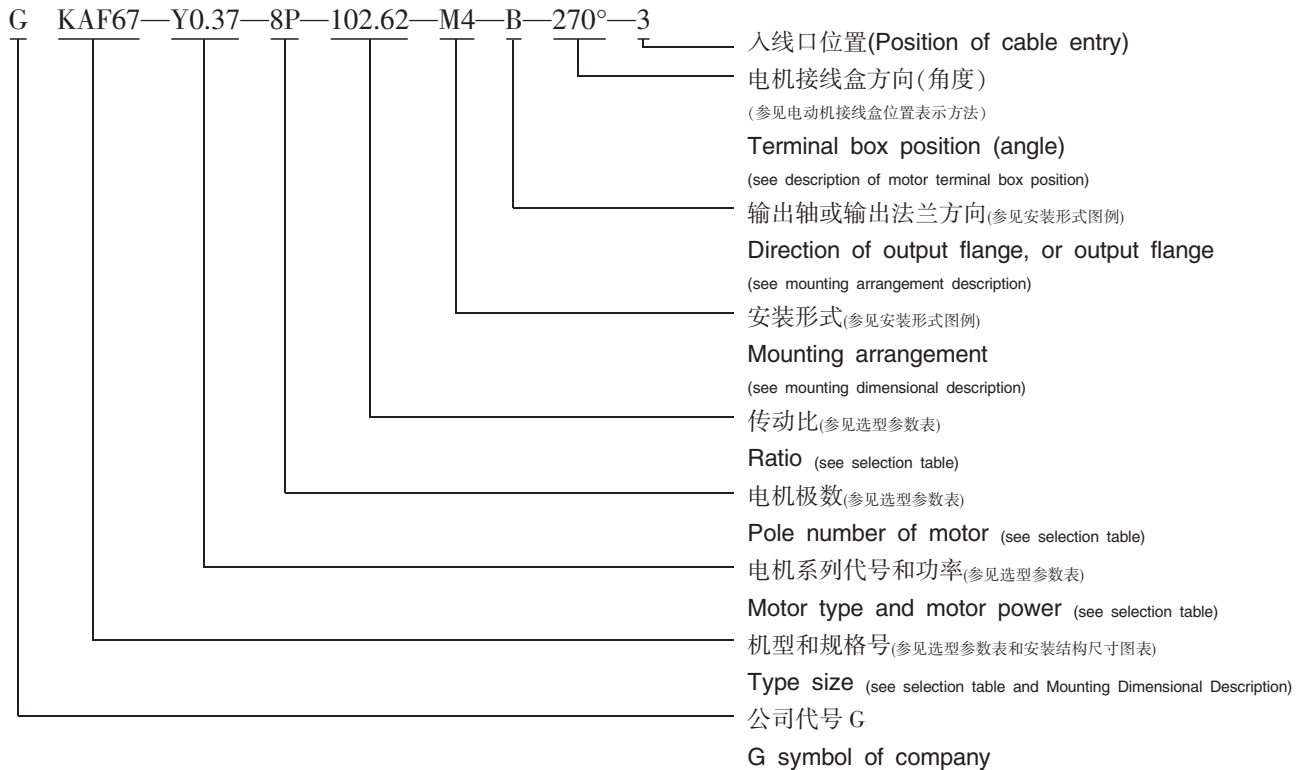 G KAF67—Y0.37—8P—102.62—M4—B—270°—3
入线口位置(Position of cable entry)
电机接线盒方向(角度)
(参见电动机接线盒位置表示方法)
Terminal box position (angle)
(see description of motor terminal box position)
输出轴或输出法兰方向(参见安装形式图例)
Direction of output flange, or output flange
(see mounting arrangement description)
安装形式(参见安装形式图例)
Mounting arrangement
(see mounting dimensional description)
传动比(参见选型参数表)
Ratio (see selection table)
电机极数(参见选型参数表)
Pole number of motor (see selection table)
电机系列代号和功率(参见选型参数表)
Motor type and motor power (see selection table)
机型和规格号(参见选型参数表和安装结构尺寸图表)
Type size (see selection table and Mounting Dimensional Description)
公司代号 G
G symbol of company